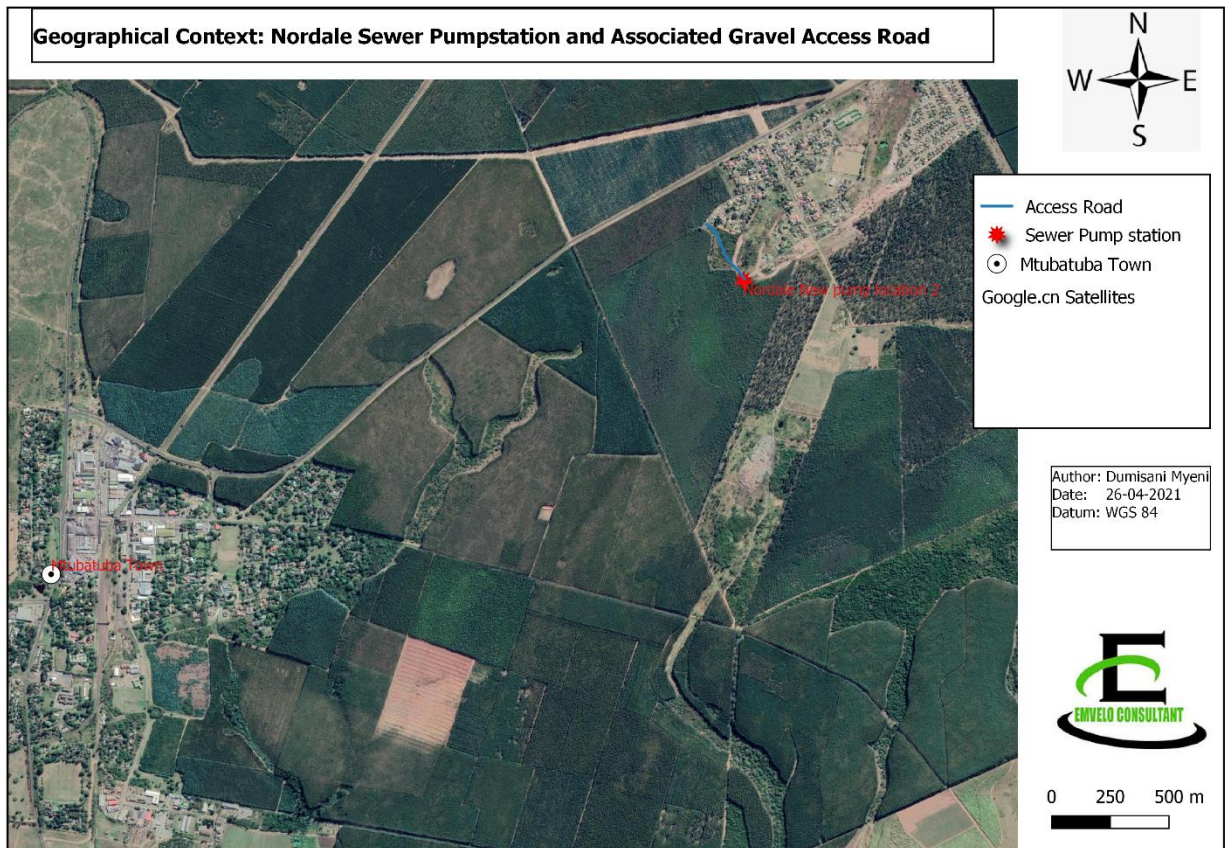 Geographical Context: Nordale Sewer Pumpstation and Associated Gravel Access Road
N
W E
S
Access Road
Sewer Pump station
Mtubatuba Town
Google.cn Satellites
Nordale New pump location 2
Mtubatuba Town
Author: Dumisani Myeni
Date: 26-04-2021
Datum: WGS 84
E
EMVELO CONSULTANT
0 250 500 m